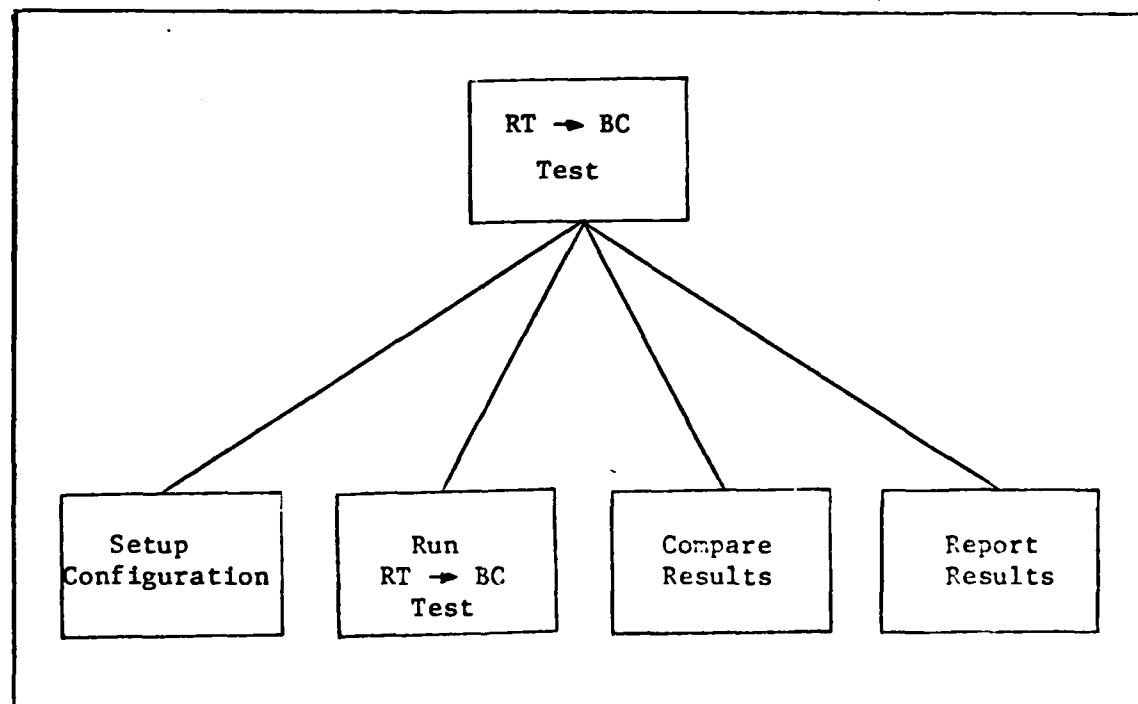 RT → BC
Test
Setup
Configuration
Run
RT → BC
Test
Compare
Results
Report
Results